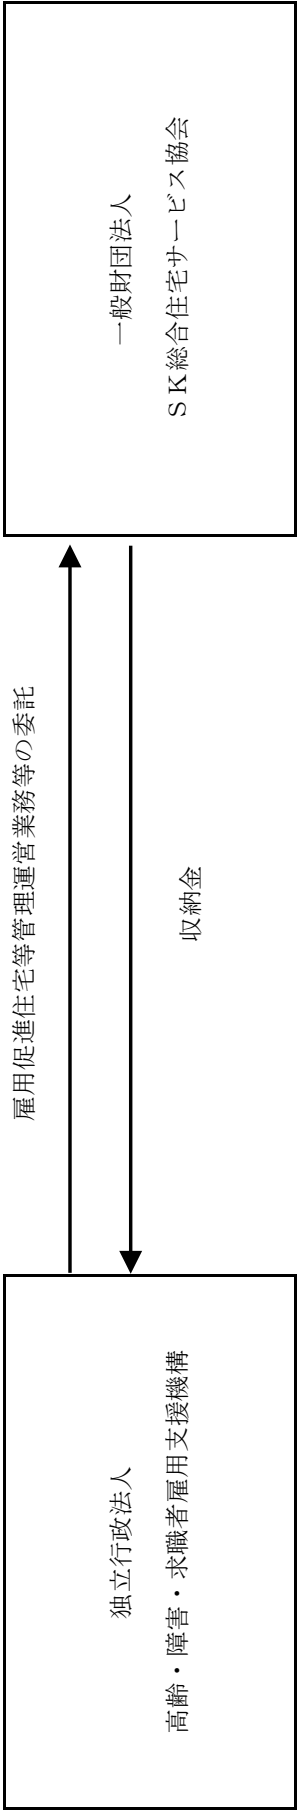 独立行政法人
高齢・障害・求職者雇用支援機構
雇用促進住宅等管理運営業務等の委託
収納金
一般財団法人
ＳＫ総合住宅サービス協会